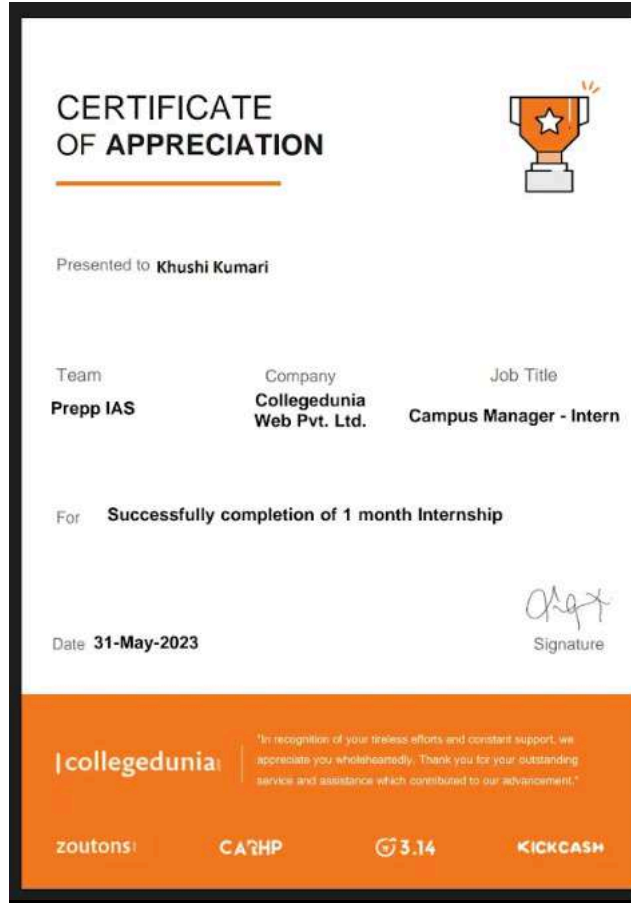 CERTIFICATE
OF APPRECIATION
Presented to Khushi Kumari
Team
Prepp IAS
Company
Collegedunia
Web Pvt. Ltd.
Job Title
Campus Manager - Intern
For Successfully completion of 1 month Internship
Date 31-May-2023
Signature
collegedunia
"In recognition of your tireless efforts and constant support, we
appreciate you wholeheartedly. Thank you for your outstanding
service and assistance which contributed to our advancement."
zoutons
CARHP
3.14
KICKCASH